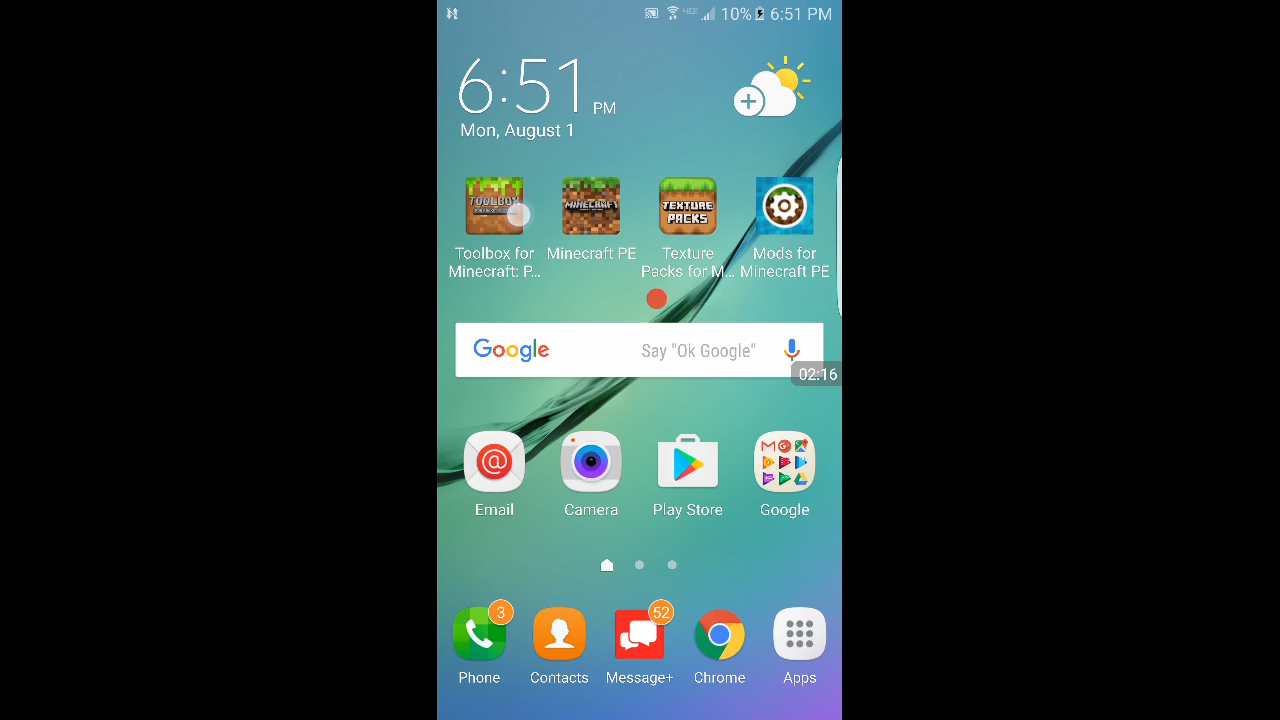 10% 6:51 PM
6:51 PM
Mon, August 1
TOOLBOX
MINECRAFT
TEXTURE
PACKS
Toolbox for
Minecraft: P...
Minecraft PE
Texture
Packs for M...
Mods for
Minecraft PE
Google Say "Ok Google"
02:16
Email
Camera
Play Store
Google
3
52
Phone
Contacts
Message+
Chrome
Apps